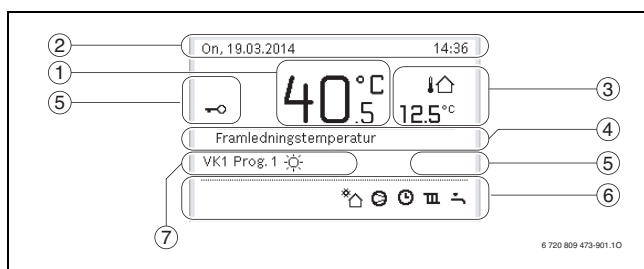 On, 19.03.2014 14:36
40.5 °C
12.5 °C
Framledningstemperatur
VK1 Prog. 1
1
2
3
4
5
5
6
7
6 720 809 473-901.1O